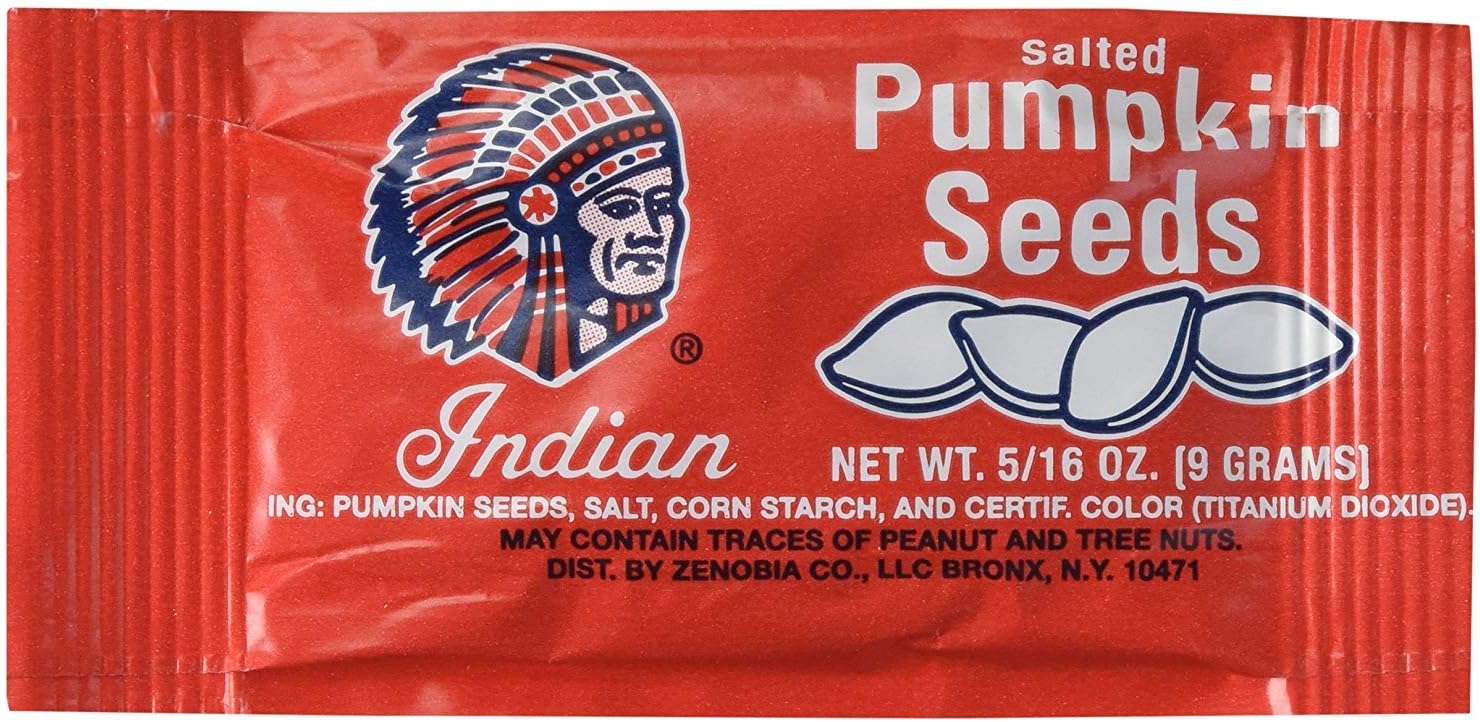 salted
Pumpkin
Seeds
®
Indian
NET WT. 5/16 OZ. (9 GRAMS)
ING: PUMPKIN SEEDS, SALT, CORN STARCH, AND CERTIF. COLOR (TITANIUM DIOXIDE).
MAY CONTAIN TRACES OF PEANUT AND TREE NUTS.
DIST. BY ZENOBIA CO., LLC BRONX, N.Y. 10471